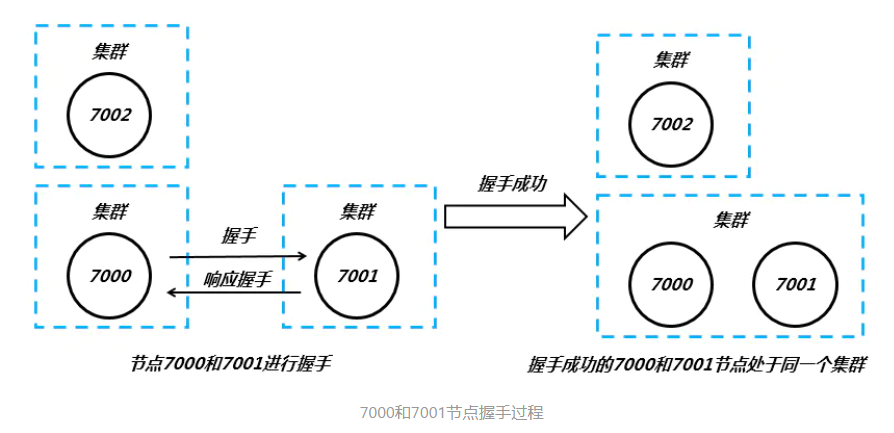 集群
7002
集群
7000
握手
响应握手
集群
7001
节点7000和7001进行握手
握手成功
集群
7002
集群
7000
7001
握手成功的7000和7001节点处于同一个集群
7000和7001节点握手过程